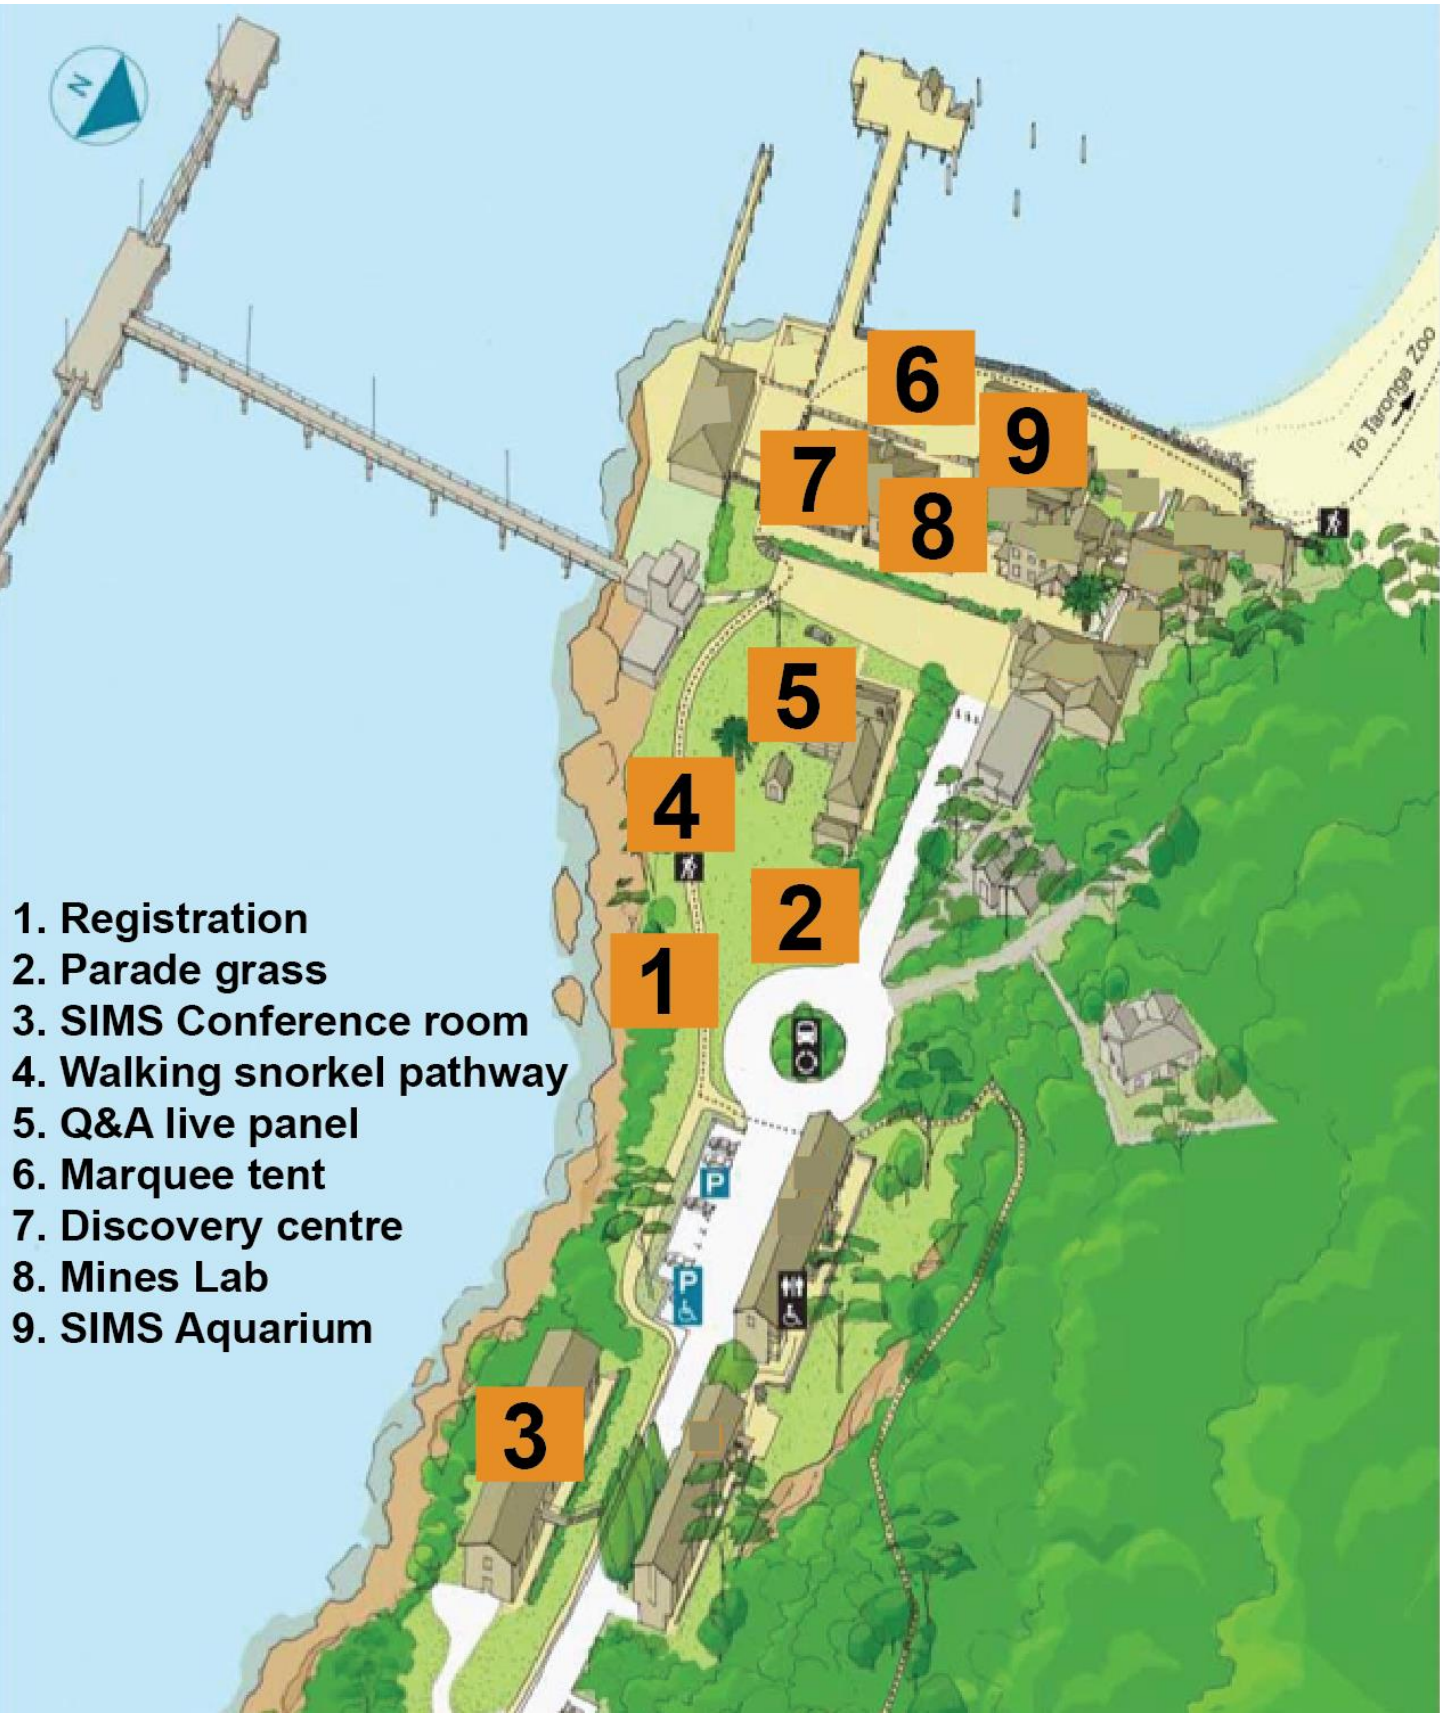 N
6
9
To Taronga Zoo
7
8
5
4
2
1
1. Registration
2. Parade grass
3. SIMS Conference room
4. Walking snorkel pathway
5. Q&A live panel
6. Marquee tent
7. Discovery centre
8. Mines Lab
9. SIMS Aquarium
P
P
3